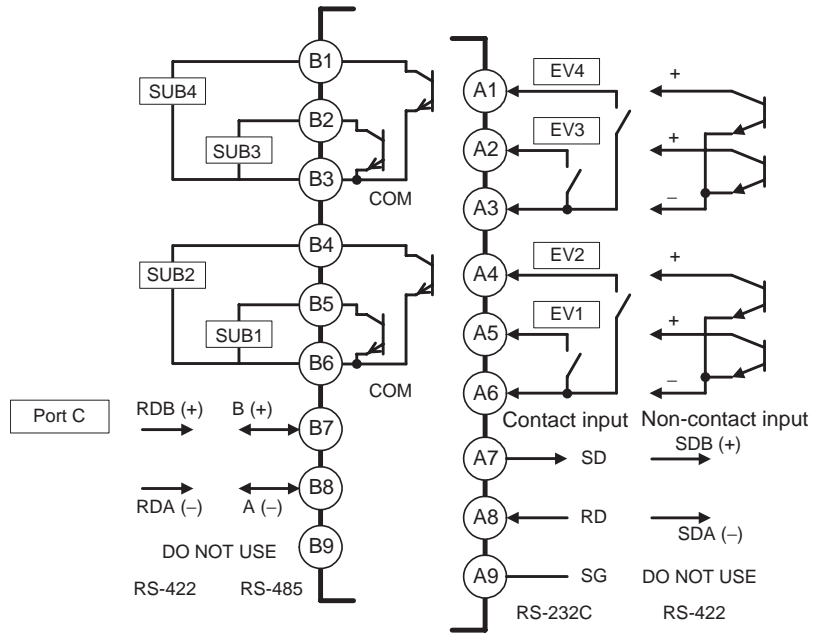 B1
SUB4
B2
SUB3
B3
COM
B4
SUB2
B5
SUB1
B6
COM
Port C
RDB (+) B (+)
B7
RDA (–) A (–)
B8
DO NOT USE
B9
RS-422 RS-485
A1
EV4
+
A2
EV3
+
A3
–
A4
EV2
+
A5
EV1
+
A6
–
Contact input Non-contact input
A7
SD
SDB (+)
A8
RD
SDA (–)
A9
SG
DO NOT USE
RS-232C RS-422